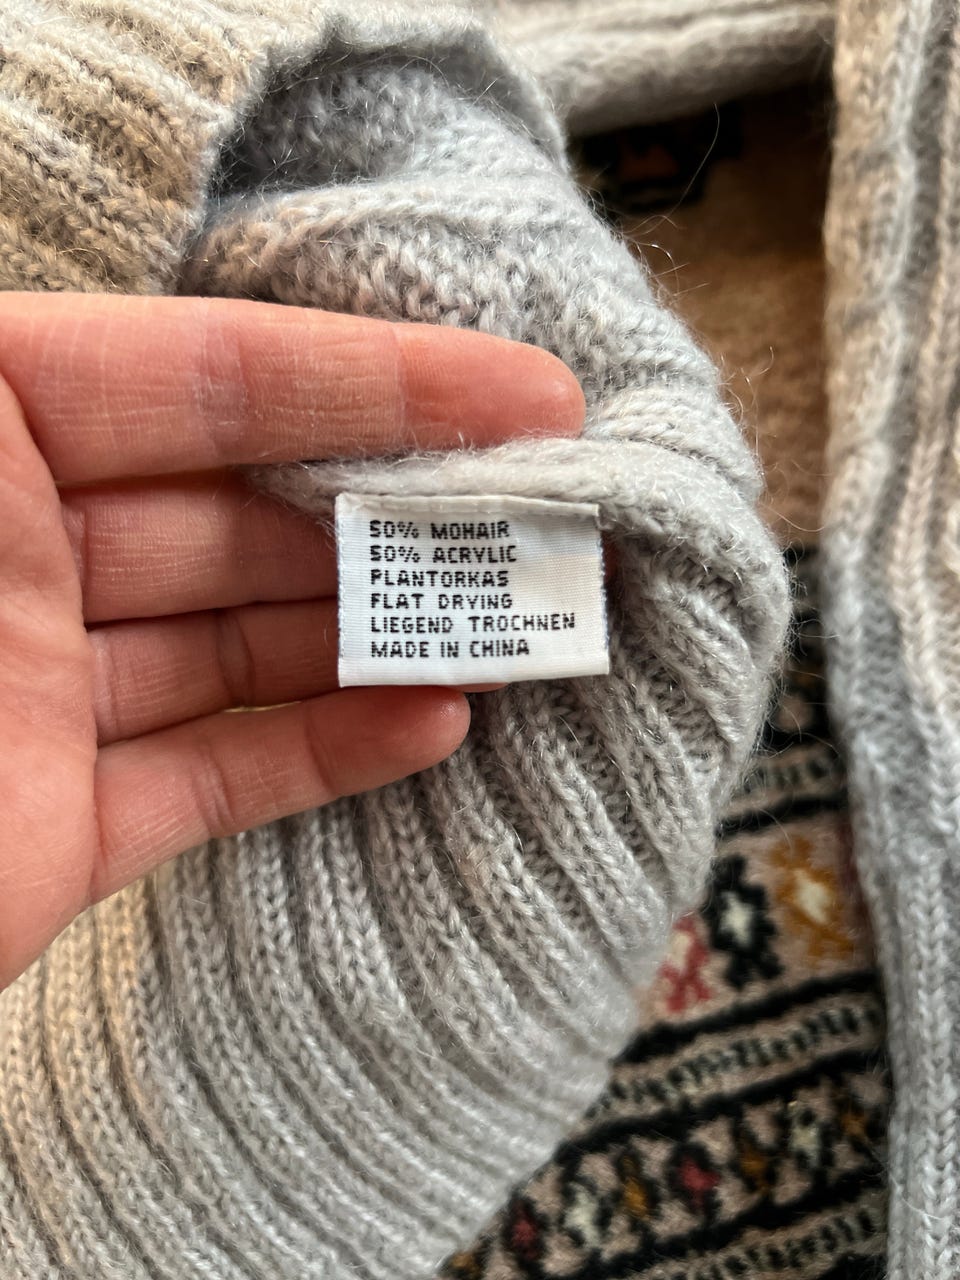 50% MOHAIR
50% ACRYLIC
PLANTORKAS
FLAT DRYING
LIEGEND TROCHNEN
MADE IN CHINA